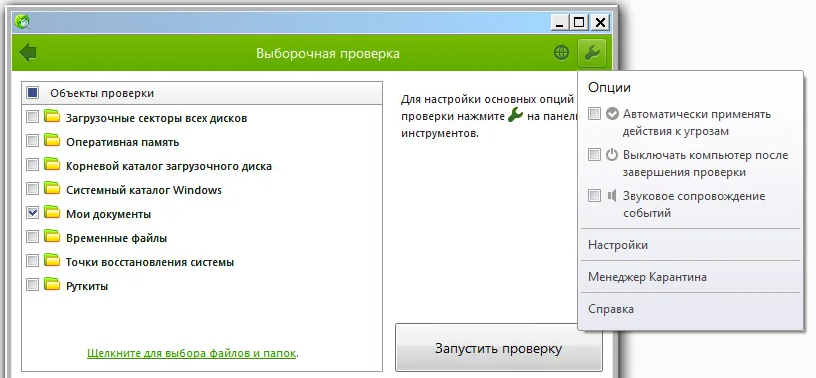 Выборочная проверка
Объекты проверки
Загрузочные секторы всех дисков
Оперативная память
Корневой каталог загрузочного диска
Системный каталог Windows
Мои документы
Временные файлы
Точки восстановления системы
Руткиты
Щелкните для выбора файлов и папок.
Для настройки основных опций
проверки нажмите на панели
инструментов.
Запустить проверку
Опции
Автоматически применять
действия к угрозам
Выключать компьютер после
завершения проверки
Звуковое сопровождение
событий
Настройки
Менеджер Карантина
Справка